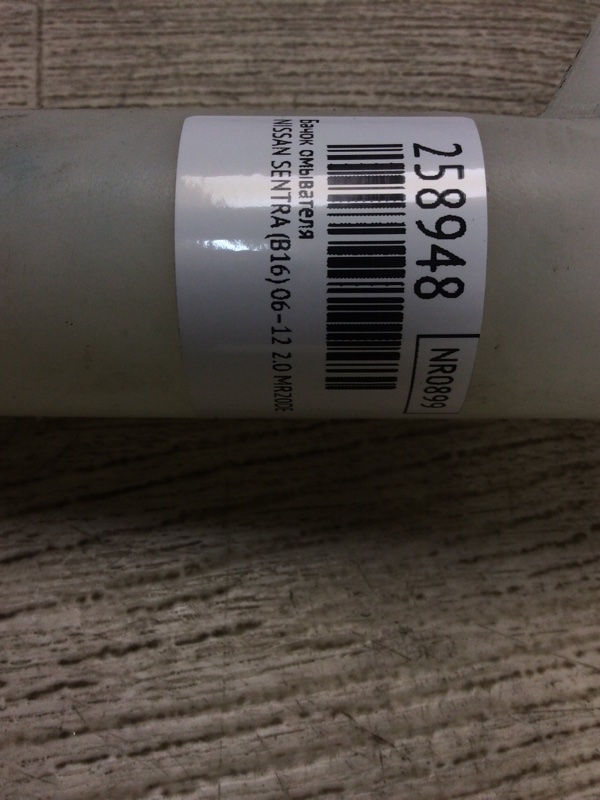 258948
NR0899
Бачок омывателя
NISSAN SENTRA (B16) 06-12 2.0 MR20DE